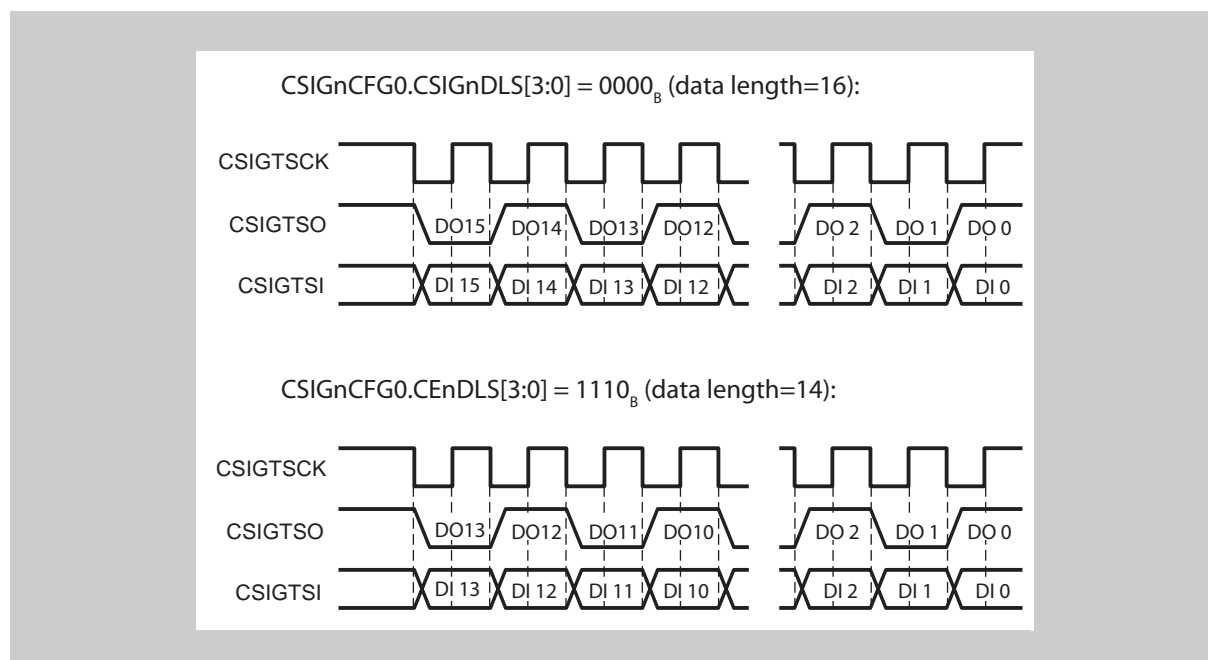 CSIGnCFG0.CSIGnDLS[3:0] = 0000B (data length=16):
CSIGTSCK
CSIGTSO DO15 DO14 DO13 DO12 DO 2 DO 1 DO 0
CSIGTSI DI 15 DI 14 DI 13 DI 12 DI 2 DI 1 DI 0
CSIGnCFG0.CEnDLS[3:0] = 1110B (data length=14):
CSIGTSCK
CSIGTSO DO13 DO12 DO11 DO10 DO 2 DO 1 DO 0
CSIGTSI DI 13 DI 12 DI 11 DI 10 DI 2 DI 1 DI 0